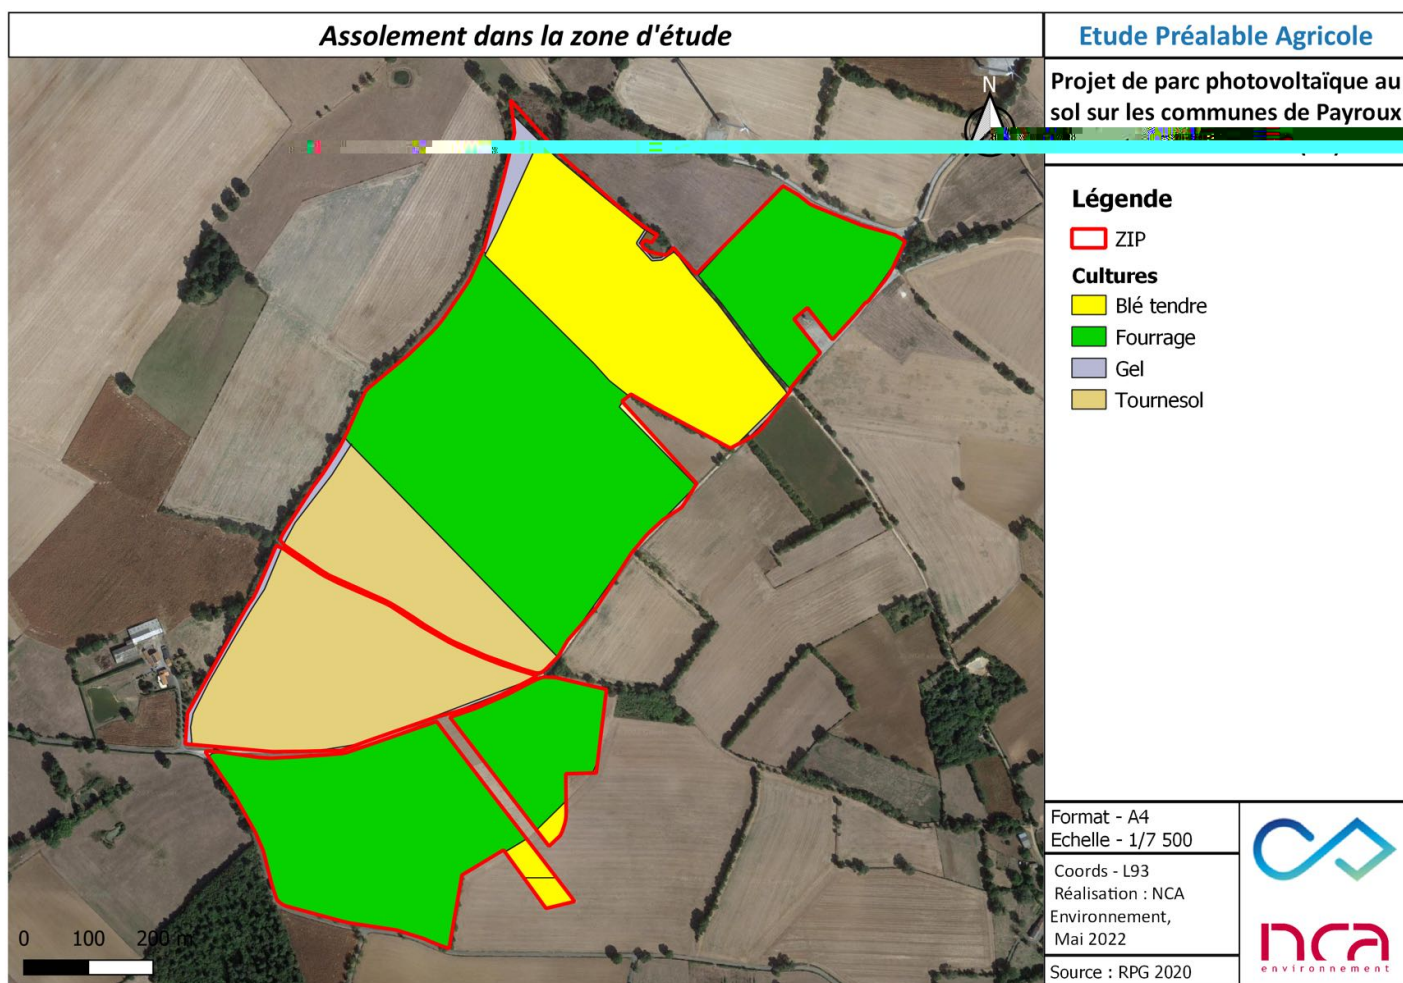 Assolement dans la zone d'étude
Etude Préalable Agricole
Projet de parc photovoltaïque au
sol sur les communes de Payroux
N
Légende
ZIP
Cultures
Blé tendre
Fourrage
Gel
Tournesol
0 100 200 m
Format - A4
Echelle - 1/7 500
Coords - L93
Réalisation : NCA
Environnement,
Mai 2022
Source : RPG 2020
nca
environnement